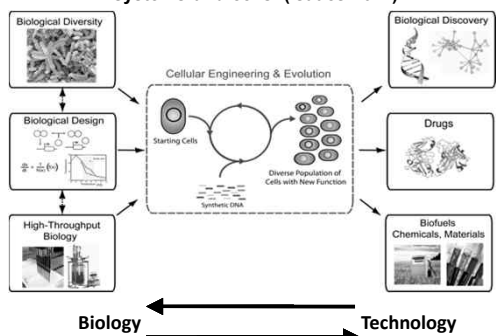 Biological Diversity
Biological Design
High-Throughput
Biology
Cellular Engineering & Evolution
Starting Cells
Synthetic DNA
Diverse Population of
Cells with New Function
Biological Discovery
Drugs
Biofuels
Chemicals, Materials
Biology
Technology